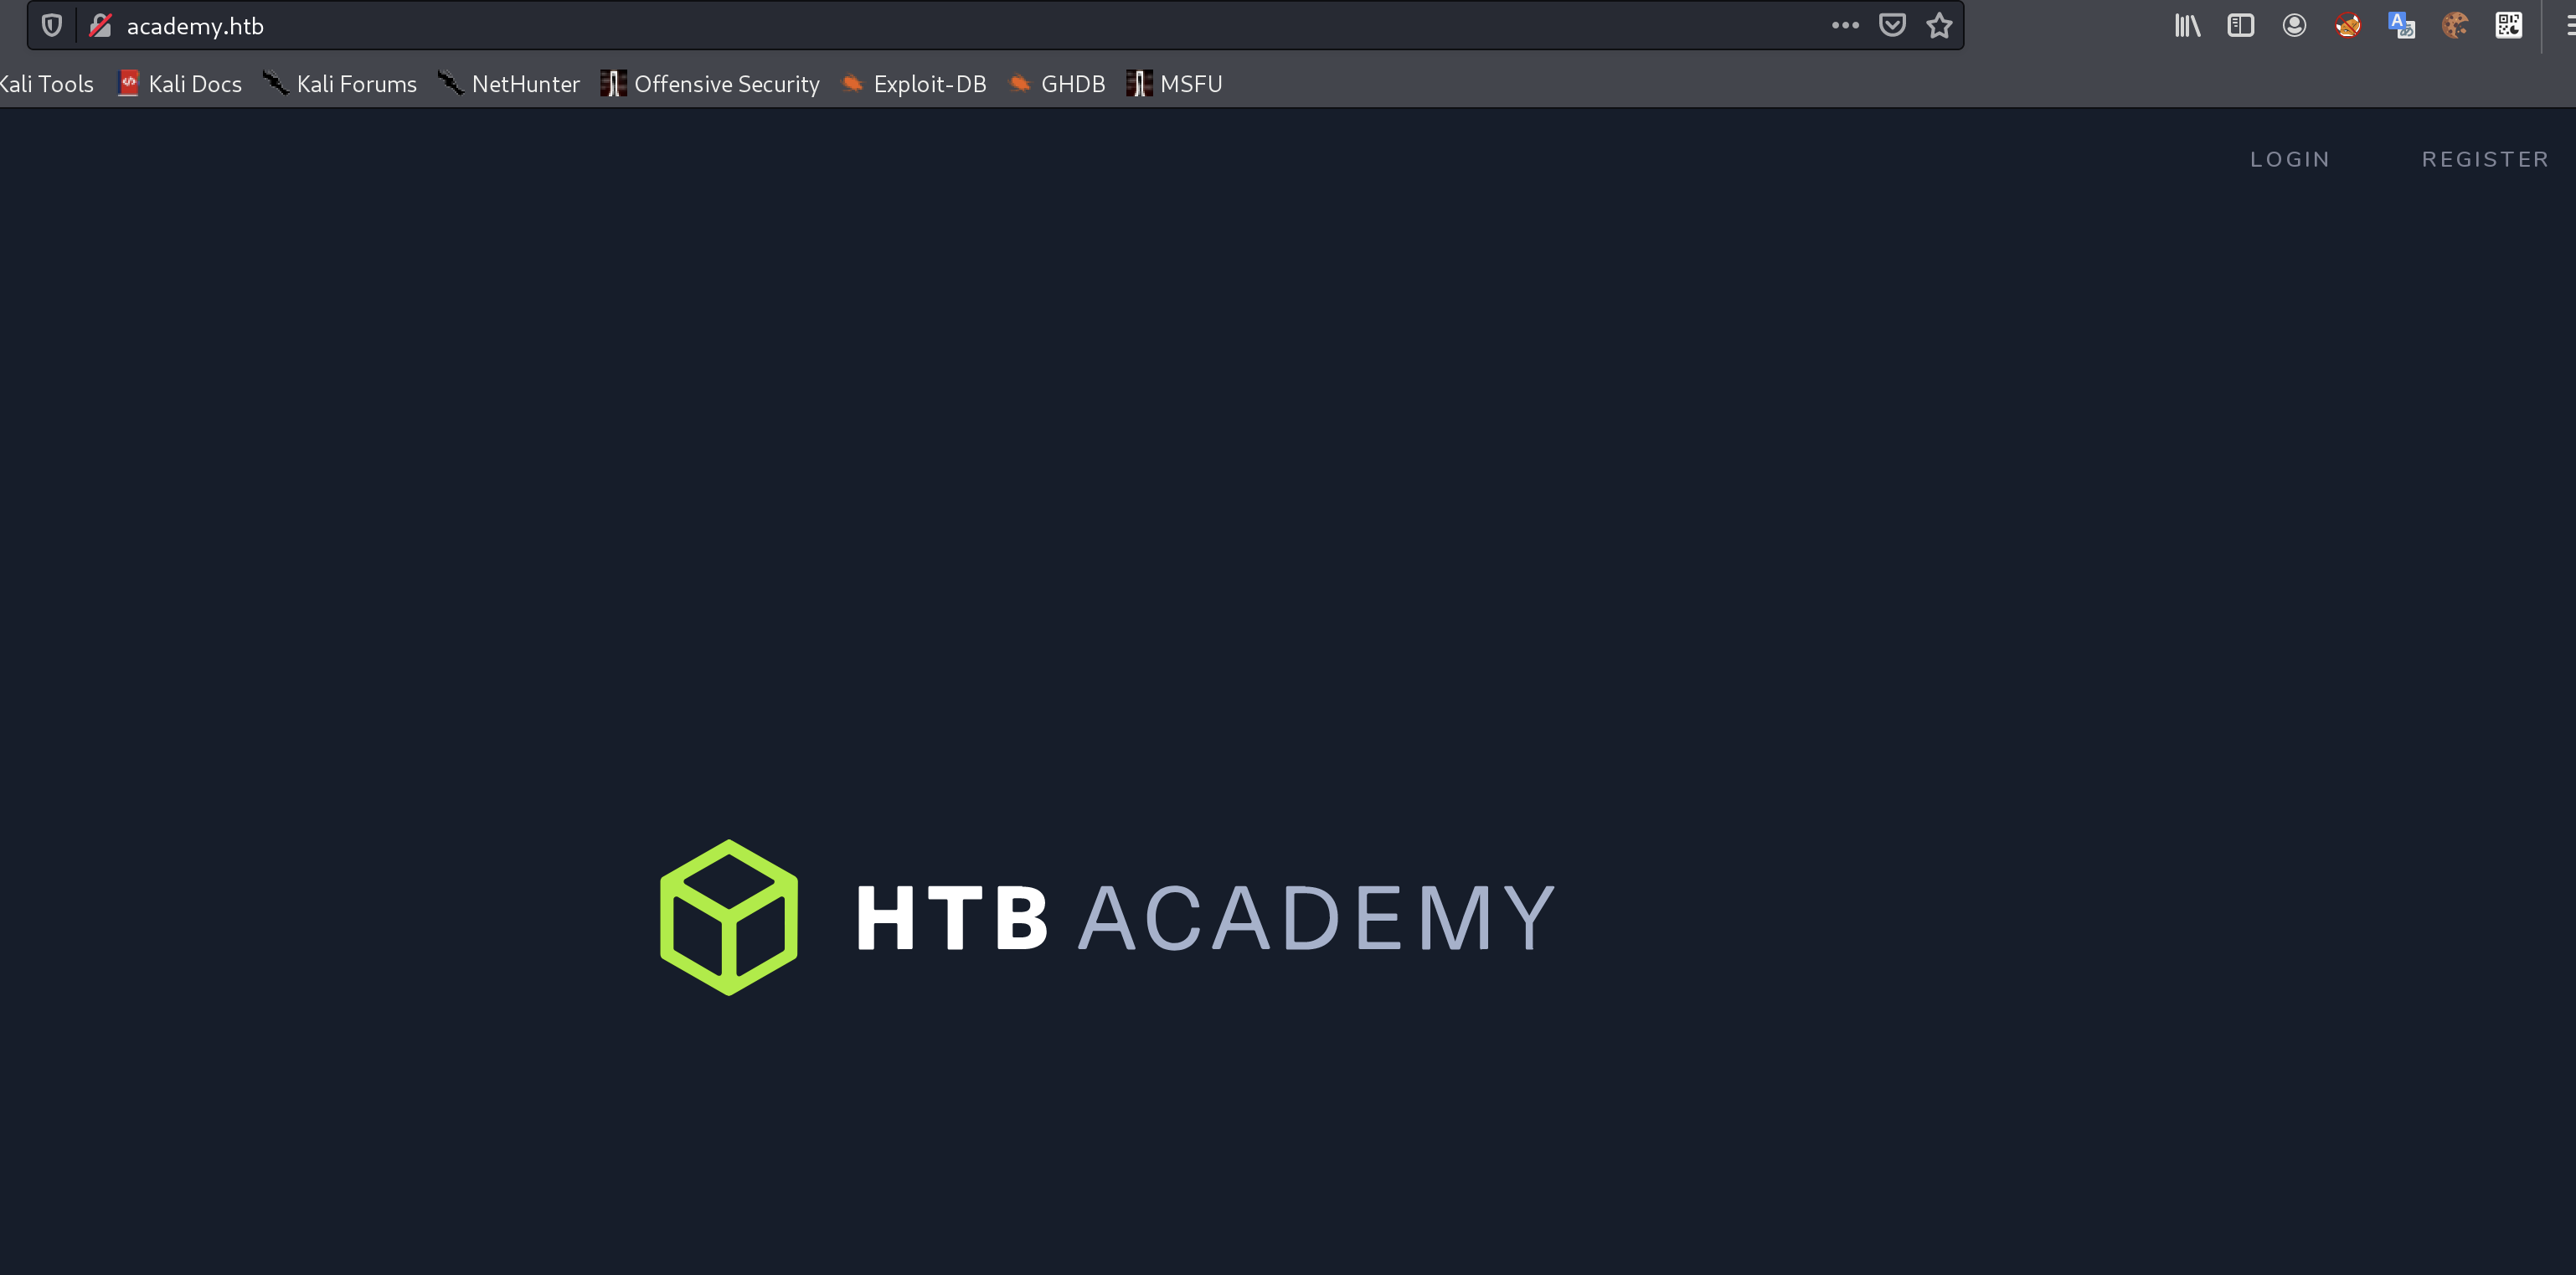 academy.htb
Kali Tools Kali Docs Kali Forums NetHunter Offensive Security Exploit-DB GHDB MSFU
LOGIN REGISTER
HTB ACADEMY